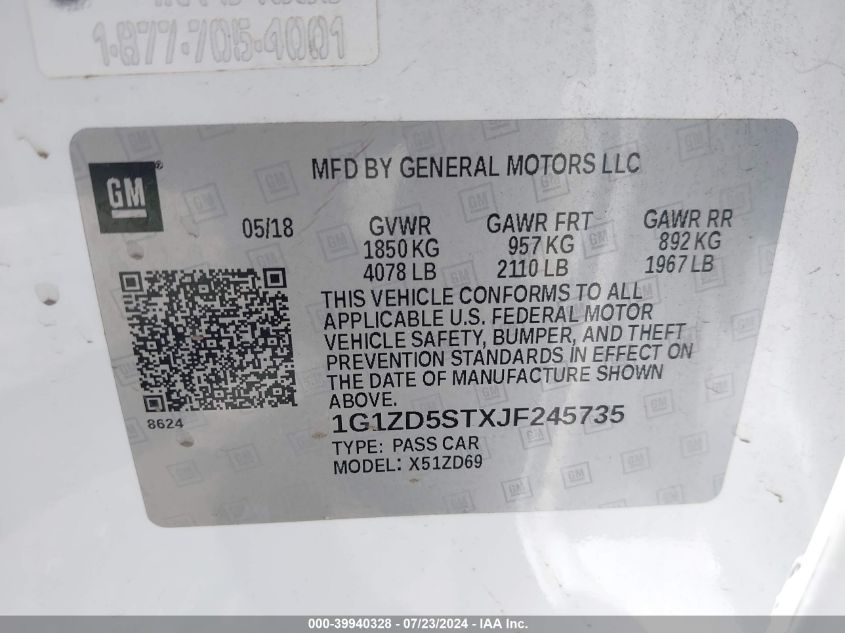 1-877-705-4001
GM
MFD BY GENERAL MOTORS LLC
05/18
GVWR
1850 KG
4078 LB
GAWR FRT
957 KG
2110 LB
GAWR RR
892 KG
1967 LB
THIS VEHICLE CONFORMS TO ALL
APPLICABLE U.S. FEDERAL MOTOR
VEHICLE SAFETY, BUMPER, AND THEFT
PREVENTION STANDARDS IN EFFECT ON
THE DATE OF MANUFACTURE SHOWN
ABOVE.
8624
1G1ZD5STXJF245735
TYPE: PASS CAR
MODEL: X51ZD69
000-39940328 - 07/23/2024 - IAA Inc.